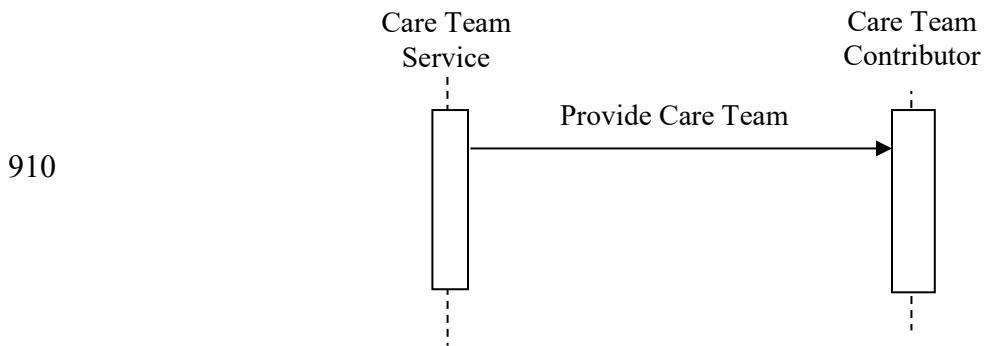 Care Team
Service
Care Team
Contributor
Provide Care Team
910